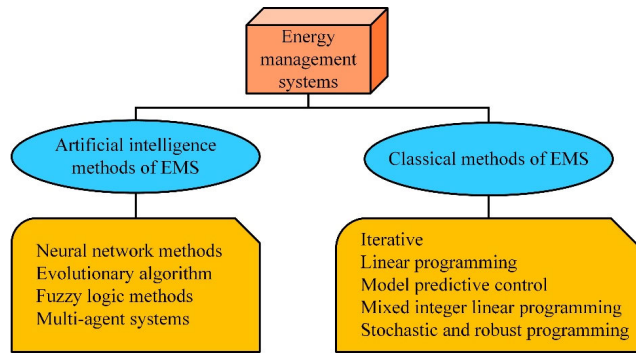 Energy
management
systems
Artificial intelligence
methods of EMS
Classical methods of EMS
Neural network methods
Evolutionary algorithm
Fuzzy logic methods
Multi-agent systems
Iterative
Linear programming
Model predictive control
Mixed integer linear programming
Stochastic and robust programming